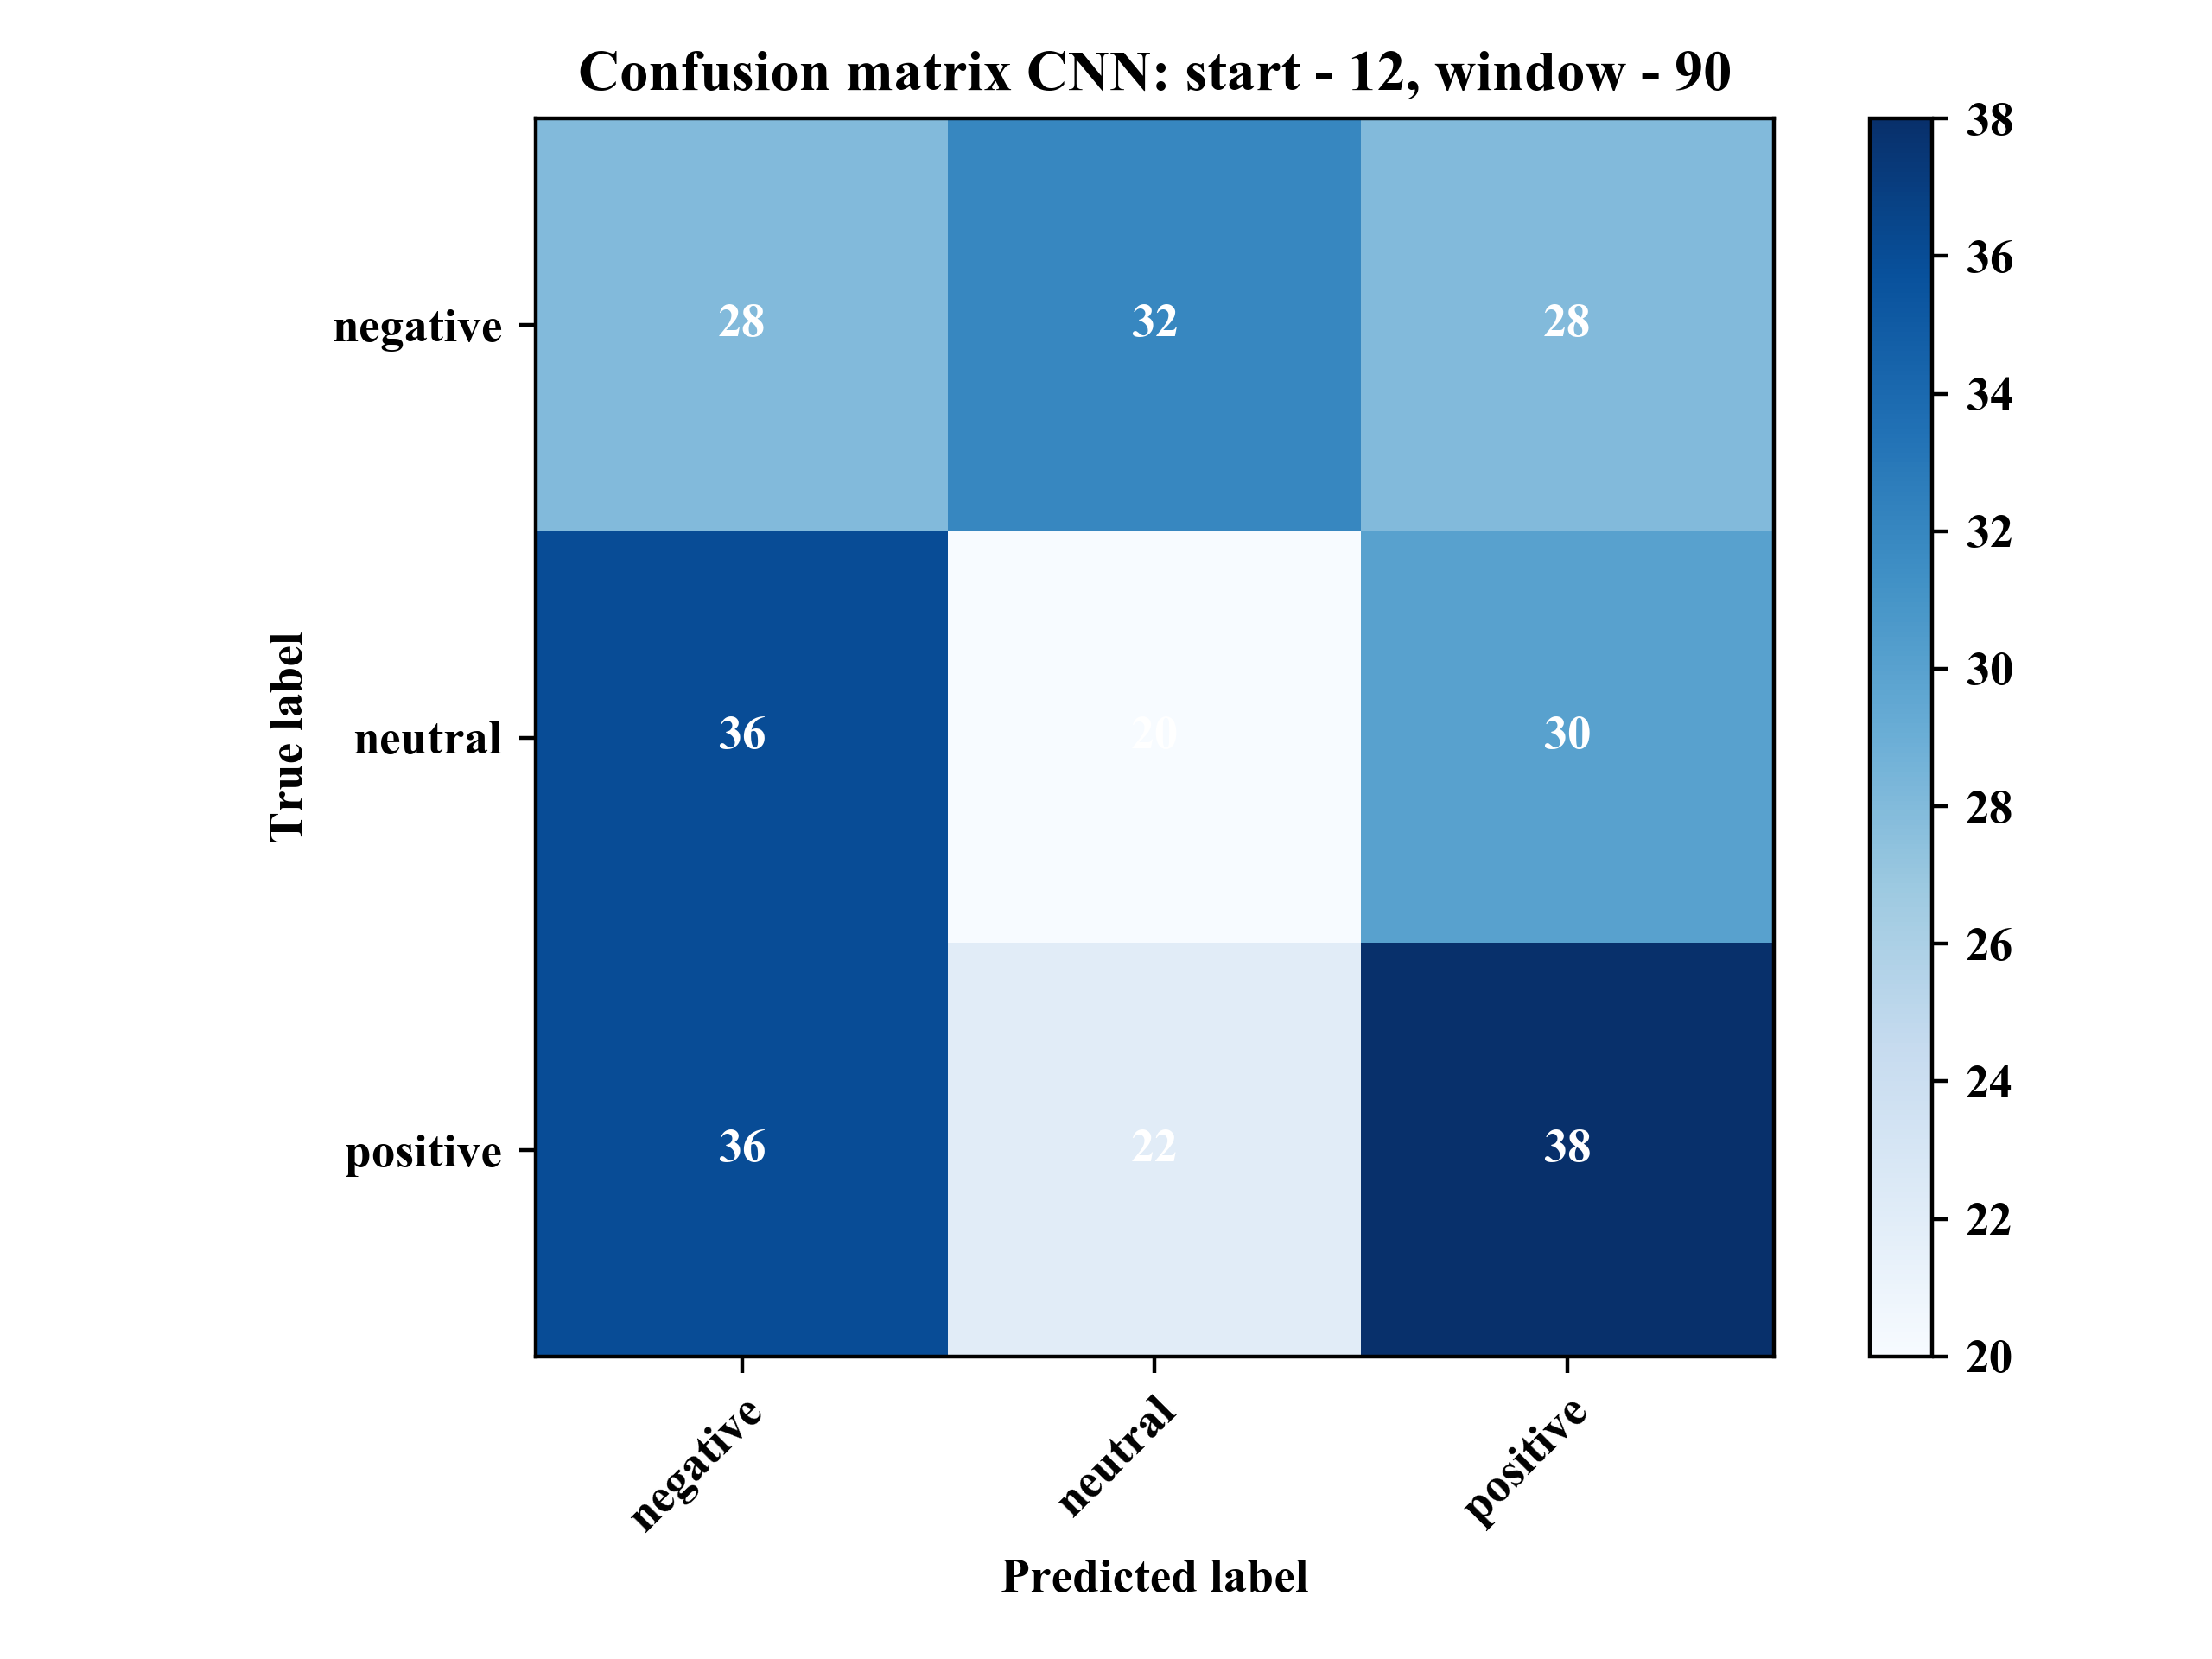 Confusion matrix CNN: start - 12, window - 90
True label
negative
neutral
positive
28 32 28
36 20 30
36 22 38
negative neutral positive
Predicted label
38
36
34
32
30
28
26
24
22
20